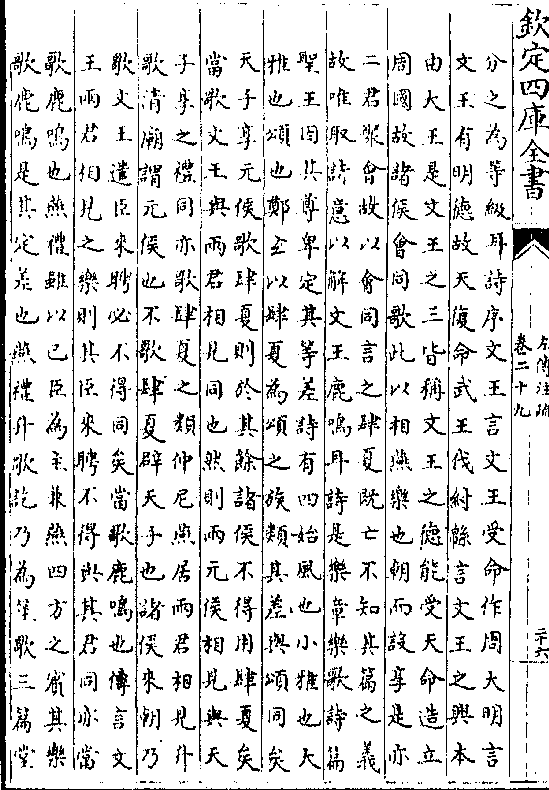 欽定四庫全書
左傳注疏
卷二十九
二十六
分之為等級耳詩序文王言文王受命作周大明言
文王有明德故天復命武王伐紂緜言文王之興本
由大王是文王之三皆稱文王之德能受天命造立
周國故諸侯會同歌此以相燕樂也朝而設享是亦
二君聚會故以會同言之肆夏既亡不知其篇之義
故唯取詩意以解文王鹿鳴耳詩是樂章樂歌詩篇
聖王因其尊卑定其等差詩有四始風也小雅也大
雅也頌也鄭𤣥以肆夏為頌之族類其差與頌同矣
天子享元侯歌肆夏則於其餘諸侯不得用肆夏矣
當歌文王與兩君相見同也然則兩元侯相見與天
子享之禮同亦歌肆夏之類仲尼燕居兩君相見升
歌清廟謂元侯也不歌肆夏辟天子也諸侯來朝乃
歌文王遣臣來聘必不得同矣當歌鹿鳴也傳言文
王兩君相見之樂則其臣來聘不得與其君同亦當
歌鹿鳴也燕禮雖以己臣為主兼燕四方之賓其樂
歌鹿鳴是其定差也燕禮升歌訖乃為笙歌三篇堂